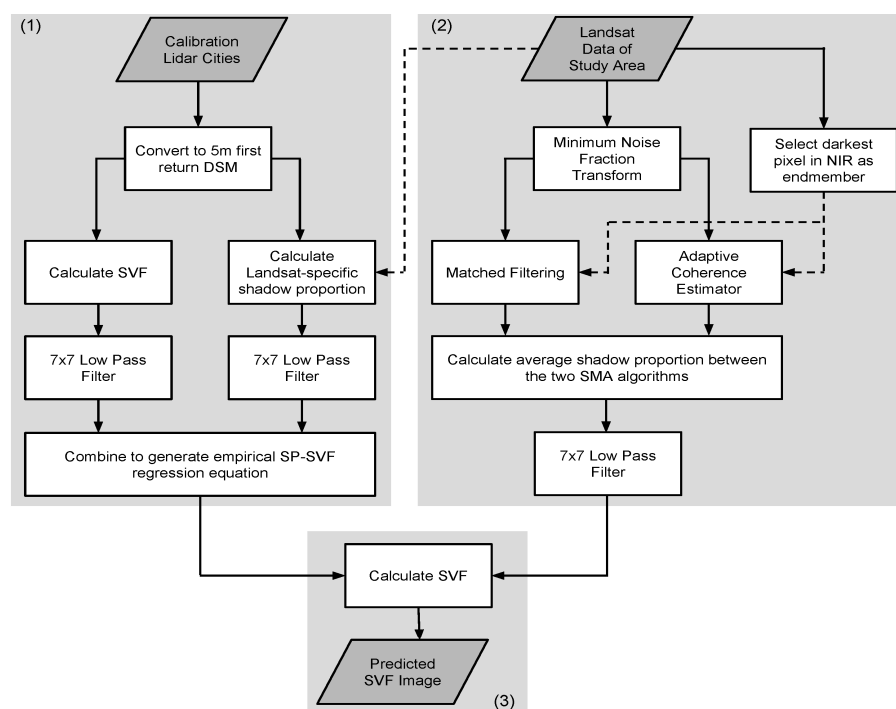 (1)
Calibration
Lidar Cities
Convert to 5m first
return DSM
Calculate SVF
Calculate
Landsat-specific
shadow proportion
7x7 Low Pass
Filter
7x7 Low Pass
Filter
Combine to generate empirical SP-SVF
regression equation
(2)
Landsat
Data of
Study Area
Minimum Noise
Fraction
Transform
Select darkest
pixel in NIR as
endmember
Matched Filtering
Adaptive
Coherence
Estimator
Calculate average shadow proportion between
the two SMA algorithms
7x7 Low Pass
Filter
Calculate SVF
Predicted
SVF Image
(3)